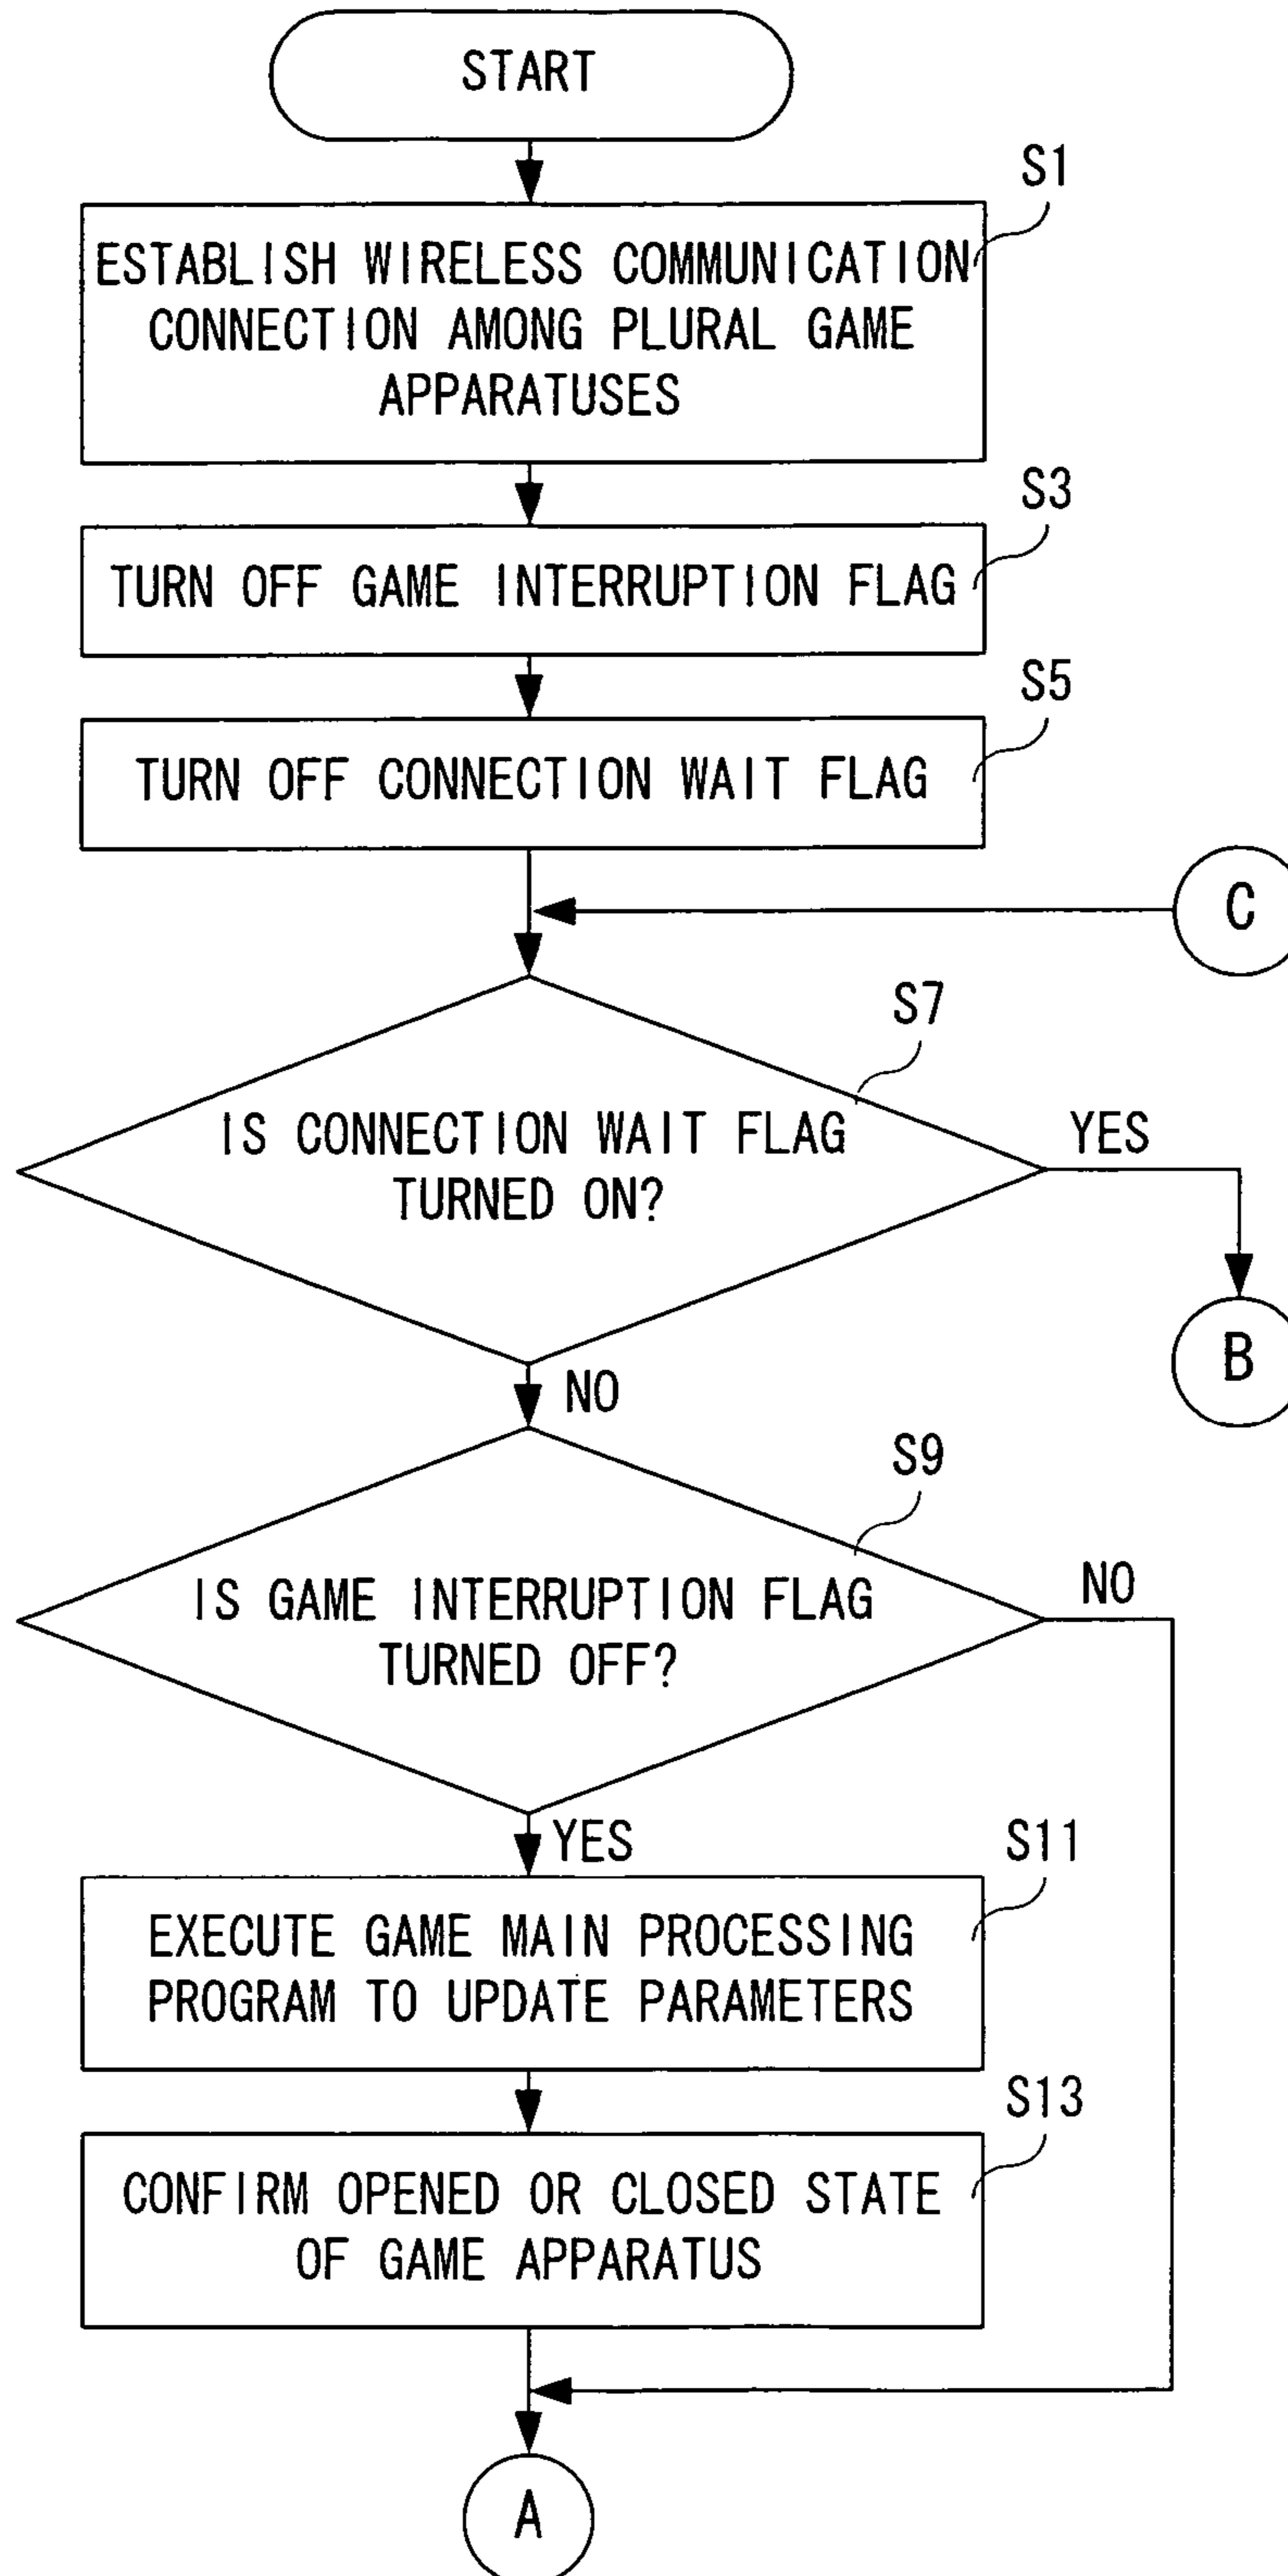 START
S1
ESTABLISH WIRELESS COMMUNICATION
CONNECTION AMONG PLURAL GAME
APPARATUSES
S3
TURN OFF GAME INTERRUPTION FLAG
S5
TURN OFF CONNECTION WAIT FLAG
C
S7
IS CONNECTION WAIT FLAG
TURNED ON?
YES
B
NO
S9
IS GAME INTERRUPTION FLAG
TURNED OFF?
NO
YES
S11
EXECUTE GAME MAIN PROCESSING
PROGRAM TO UPDATE PARAMETERS
S13
CONFIRM OPENED OR CLOSED STATE
OF GAME APPARATUS
A